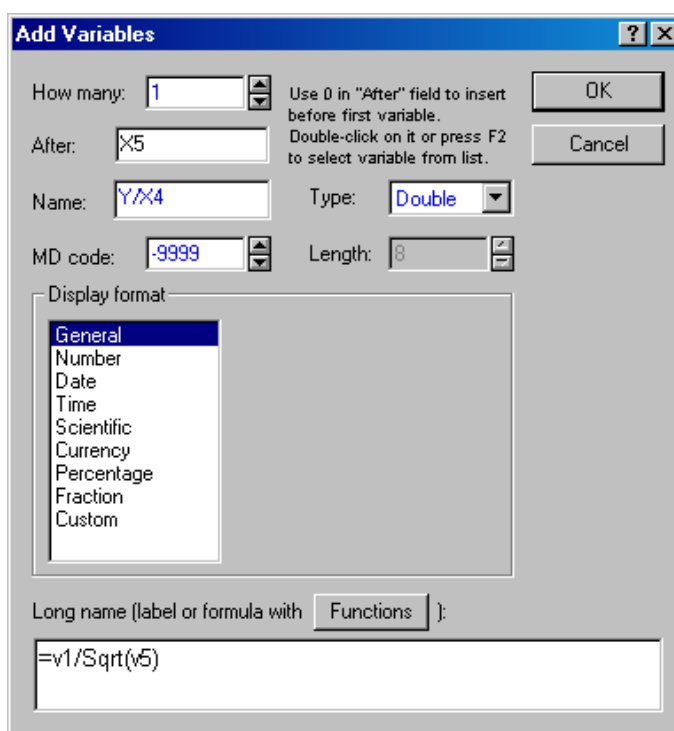 Add Variables
How many: 1
Use 0 in "After" field to insert
before first variable.
Double-click on it or press F2
to select variable from list.
OK
After: X5
Cancel
Name: Y/X4
Type: Double
MD code: -9999
Length: 8
Display format
General
Number
Date
Time
Scientific
Currency
Percentage
Fraction
Custom
Long name (label or formula with Functions ):
=v1/Sqrt(v5)